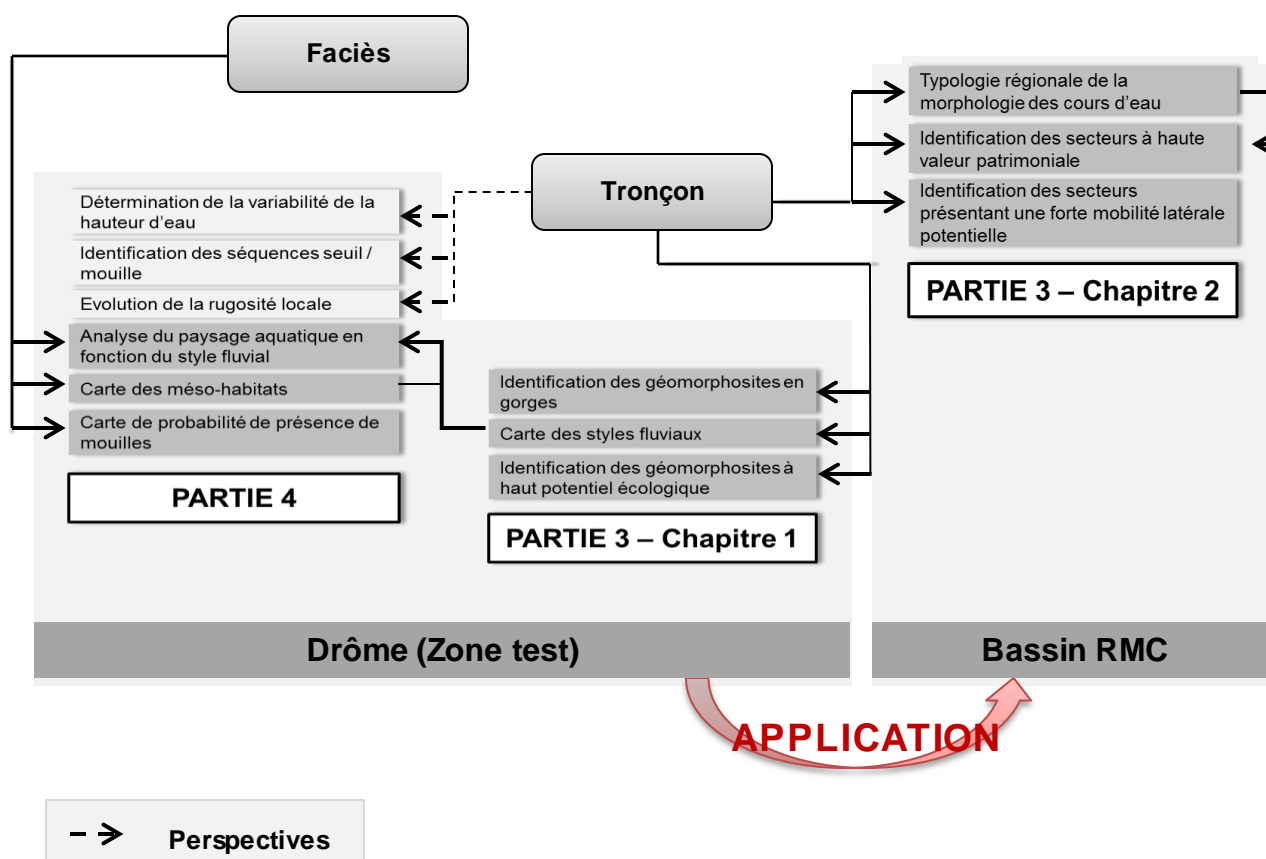 Faciès
Typologie régionale de la
morphologie des cours d'eau
Identification des secteurs à haute
valeur patrimoniale
Identification des secteurs
présentant une forte mobilité latérale
potentielle
PARTIE 3 – Chapitre 2
Tronçon
Détermination de la variabilité de la
hauteur d'eau
Identification des séquences seuil /
mouille
Evolution de la rugosité locale
Analyse du paysage aquatique en
fonction du style fluvial
Carte des méso-habitats
Carte de probabilité de présence de
mouilles
PARTIE 4
Identification des géomorphosites en
gorges
Carte des styles fluviaux
Identification des géomorphosites à
haut potentiel écologique
PARTIE 3 – Chapitre 1
Drôme (Zone test)
Bassin RMC
APPLICATION
Perspectives